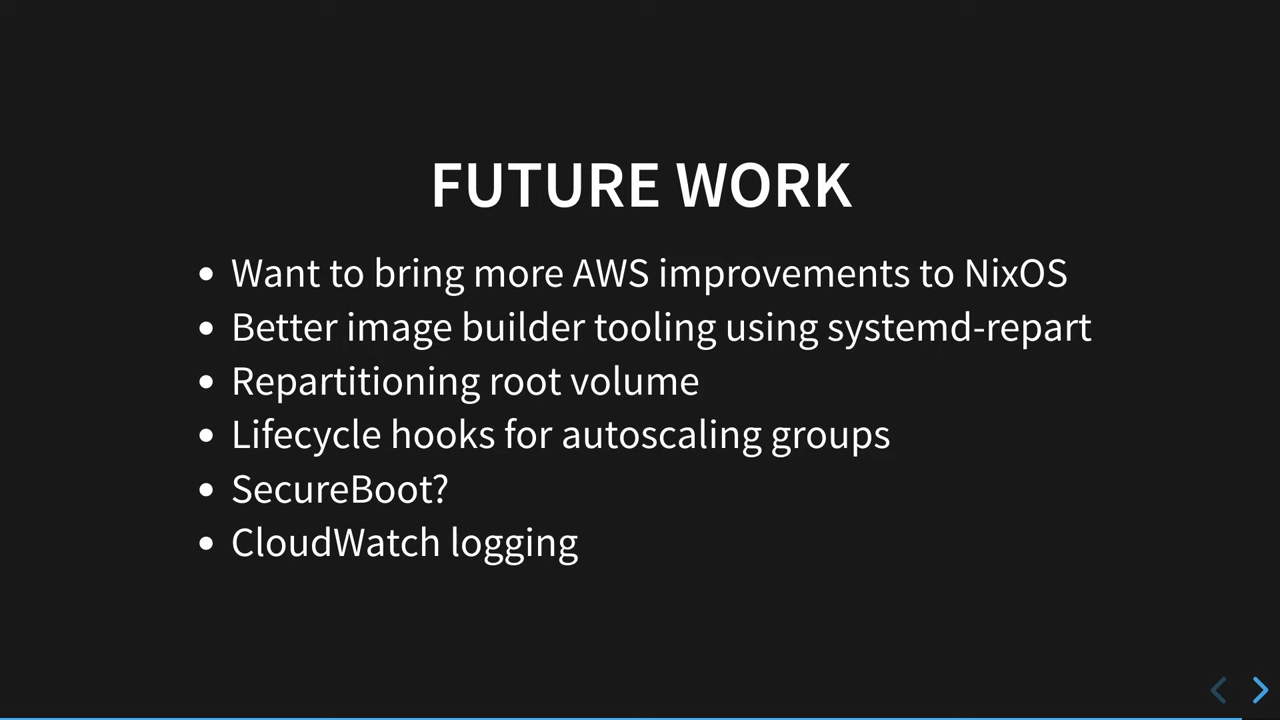 FUTURE WORK
• Want to bring more AWS improvements to NixOS
• Better image builder tooling using systemd-repart
• Repartitioning root volume
• Lifecycle hooks for autoscaling groups
• SecureBoot?
• CloudWatch logging